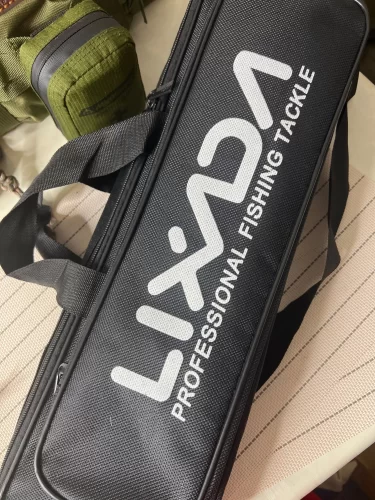 LIXADA
PROFESSIONAL FISHING TACKLE